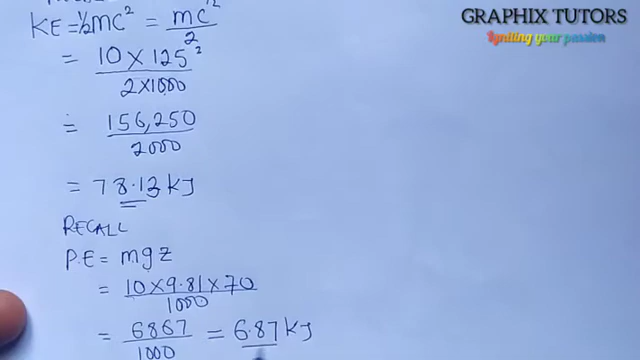 GRAPHIX TUTORS
Igniting your passion
KE = ½mc² = mc²/2
= 10 × 125²/2×1000
= 156,250/2000
= 78.13 KJ
RECALL
P.E = mgz
= 10 × 9.81 × 70/1000
= 6867/1000 = 6.87 KJ